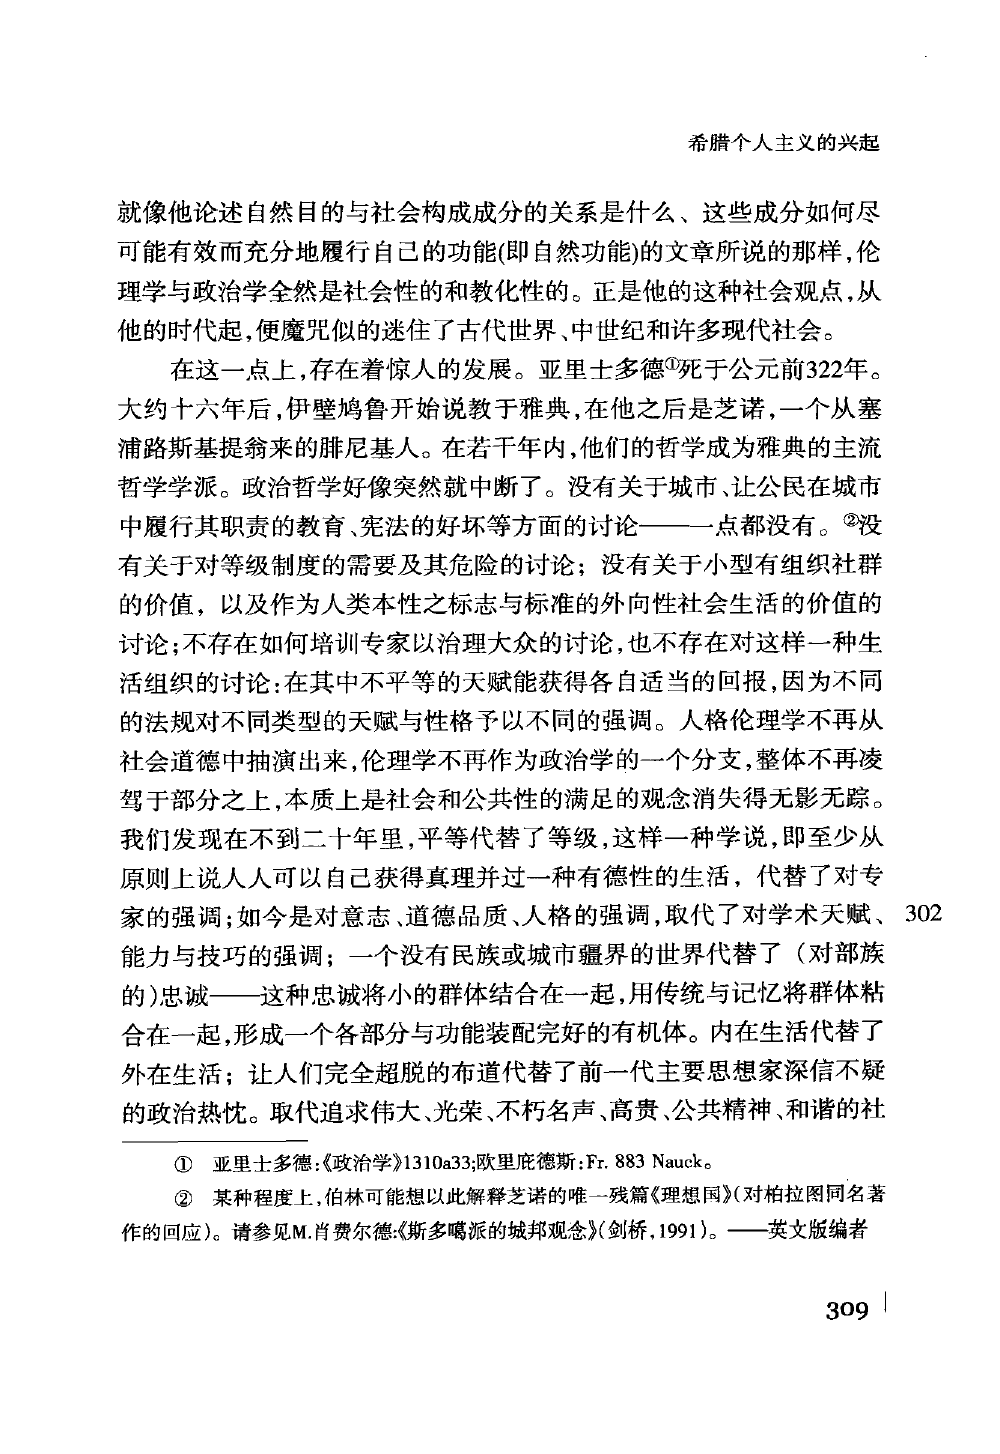 希腊个人主义的兴起
就像他论述自然目的与社会构成成分的关系是什么、这些成分如何尽
可能有效而充分地履行自己的功能(即自然功能)的文章所说的那样,伦
理学与政治学全然是社会性的和教化性的。正是他的这种社会观点,从
他的时代起,便魔咒似的迷住了古代世界、中世纪和许多现代社会。
在这一点上,存在着惊人的发展。亚里士多德①死于公元前322年。
大约十六年后,伊壁鸠鲁开始说教于雅典,在他之后是芝诺,一个从塞
浦路斯基提翁来的腓尼基人。在若干年内,他们的哲学成为雅典的主流
哲学学派。政治哲学好像突然就中断了。没有关于城市、让公民在城市
中履行其职责的教育、宪法的好坏等方面的讨论——一点都没有。②没
有关于对等级制度的需要及其危险的讨论；没有关于小型有组织社群
的价值，以及作为人类本性之标志与标准的外向性社会生活的价值的
讨论;不存在如何培训专家以治理大众的讨论,也不存在对这样一种生
活组织的讨论:在其中不平等的天赋能获得各自适当的回报,因为不同
的法规对不同类型的天赋与性格予以不同的强调。人格伦理学不再从
社会道德中抽演出来,伦理学不再作为政治学的一个分支,整体不再凌
驾于部分之上,本质上是社会和公共性的满足的观念消失得无影无踪。
我们发现在不到二十年里,平等代替了等级,这样一种学说,即至少从
原则上说人人可以自己获得真理并过一种有德性的生活，代替了对专
家的强调;如今是对意志、道德品质、人格的强调,取代了对学术天赋、
302
能力与技巧的强调；一个没有民族或城市疆界的世界代替了（对部族
的)忠诚——这种忠诚将小的群体结合在一起,用传统与记忆将群体粘
合在一起,形成一个各部分与功能装配完好的有机体。内在生活代替了
外在生活；让人们完全超脱的布道代替了前一代主要思想家深信不疑
的政治热忱。取代追求伟大、光荣、不朽名声、高贵、公共精神、和谐的社
① 亚里士多德:《政治学》1310a33;欧里庇德斯:Fr. 883 Nauck。
② 某种程度上,伯林可能想以此解释芝诺的唯一残篇《理想国》(对柏拉图同名著
作的回应)。请参见M.肖费尔德:《斯多噶派的城邦观念》(剑桥,1991)。——英文版编者
309